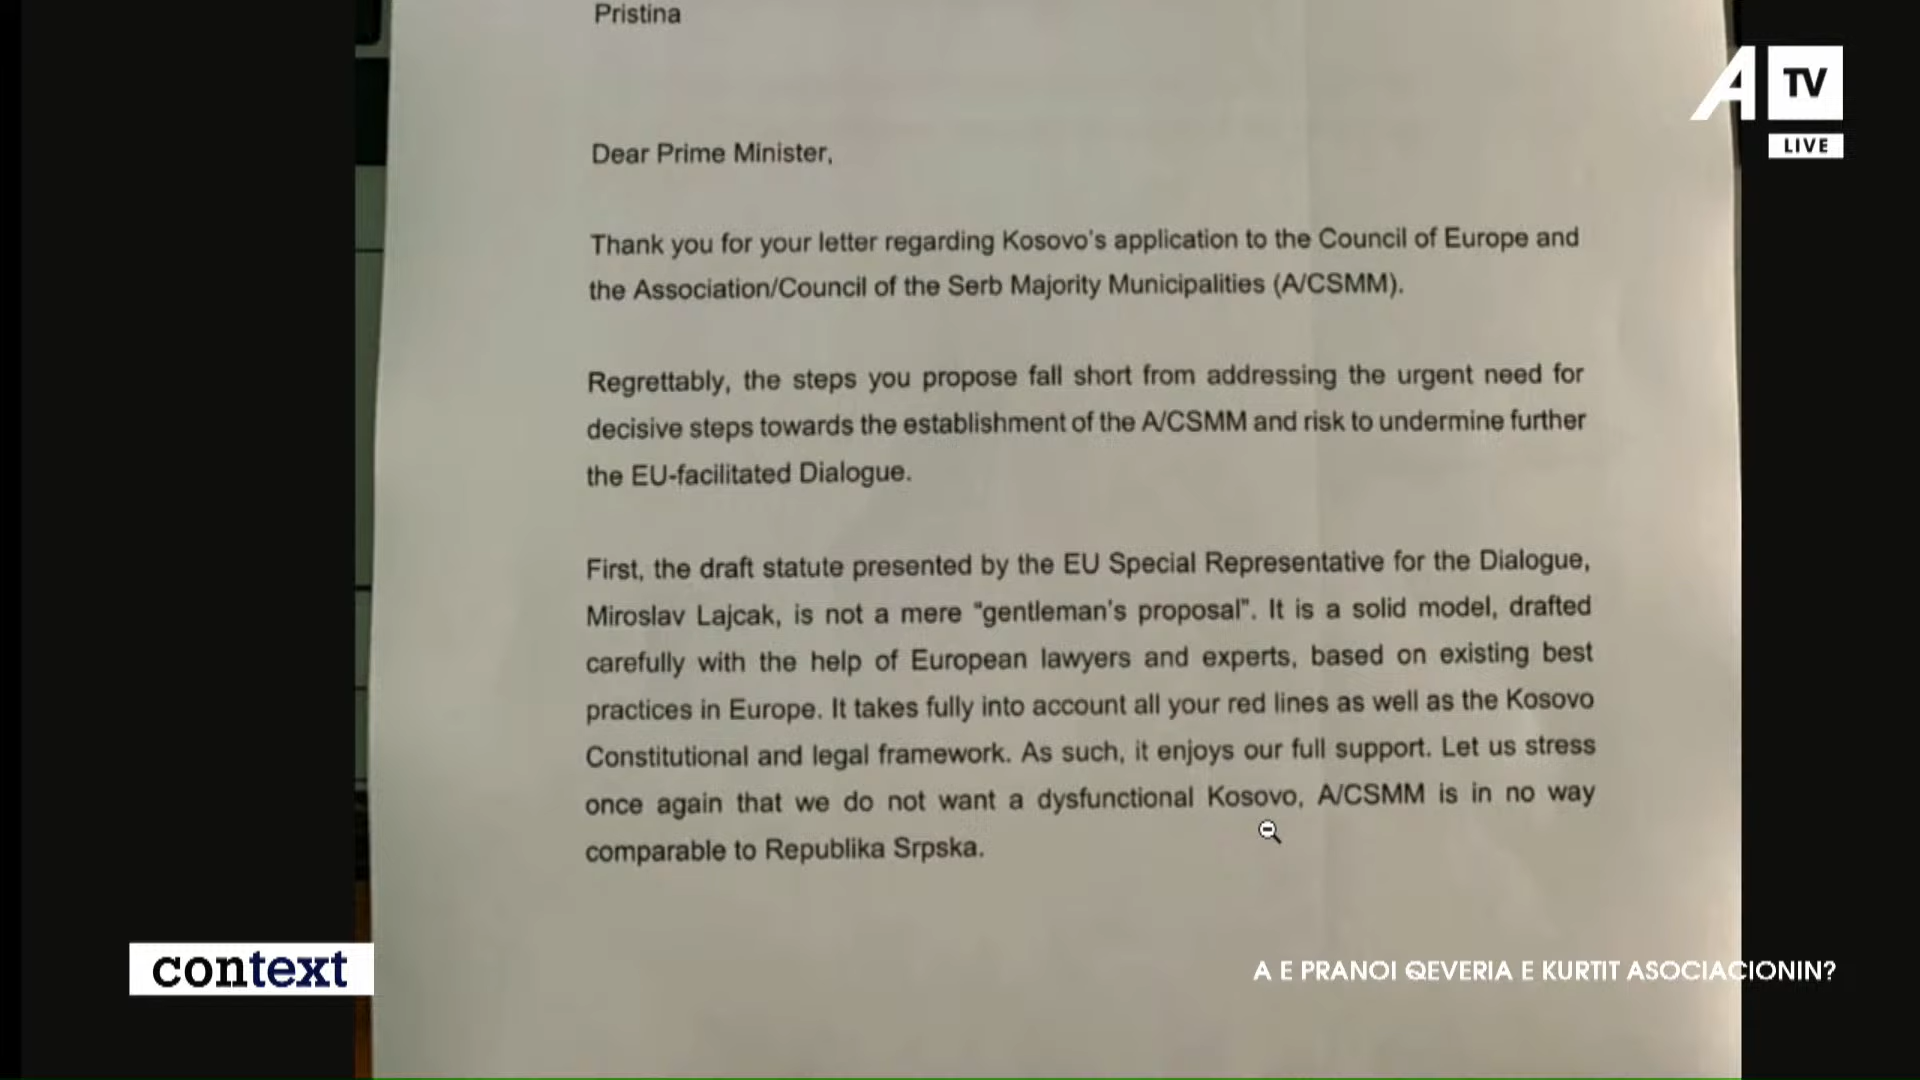 Pristina
A TV
LIVE
Dear Prime Minister,
Thank you for your letter regarding Kosovo's application to the Council of Europe and
the Association/Council of the Serb Majority Municipalities (A/CSMM).
Regrettably, the steps you propose fall short from addressing the urgent need for
decisive steps towards the establishment of the A/CSMM and risk to undermine further
the EU-facilitated Dialogue.
First, the draft statute presented by the EU Special Representative for the Dialogue,
Miroslav Lajcak, is not a mere “gentleman's proposal”. It is a solid model, drafted
carefully with the help of European lawyers and experts, based on existing best
practices in Europe. It takes fully into account all your red lines as well as the Kosovo
Constitutional and legal framework. As such, it enjoys our full support. Let us stress
once again that we do not want a dysfunctional Kosovo, A/CSMM is in no way
comparable to Republika Srpska.
context
A E PRANOI QEVERIA E KURTIT ASOCIACIONIN?